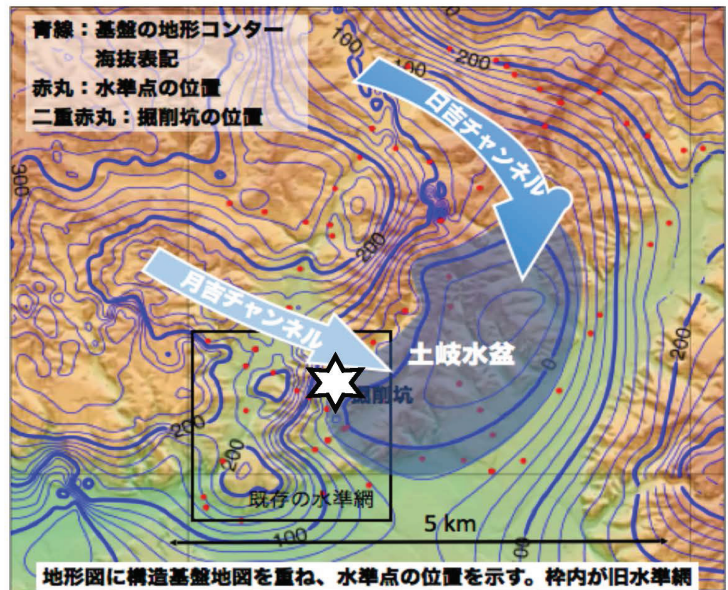 青線：基盤の地形コンター
海抜表記
赤丸：水準点の位置
二重赤丸：掘削坑の位置
100
100
200
日吉チャンネル
300
200
200
月吉チャンネル
土岐水盆
0
掘削坑
200
200
200
既存の水準網
100
5 km
100
地形図に構造基盤地図を重ね、水準点の位置を示す。枠内が旧水準網